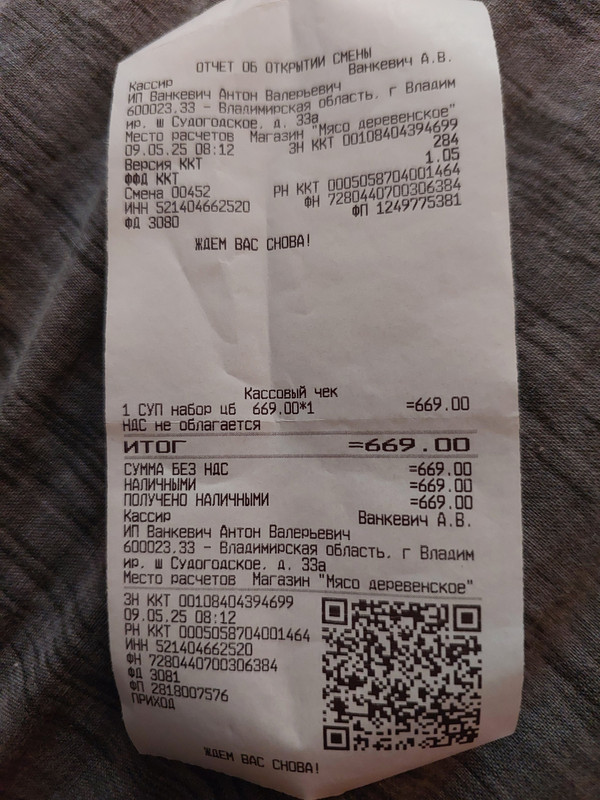 ОТЧЕТ ОБ ОТКРЫТИИ СМЕНЫ
Кассир Ванкевич А.В.
ИП Ванкевич Антон Валерьевич
600023,33 - Владимирская область, г Владим
ир, ш Судогодское, д. 33а
Место расчетов Магазин "Мясо деревенское"
09.05.25 08:12 ЗН ККТ 00108404394699
Версия ККТ 284
ФФД ККТ 1.05
Смена 00452 РН ККТ 0005058704001464
ИНН 521404662520 ФН 7280440700306384
ФД 3080 ФП 1249775381
ЖДЕМ ВАС СНОВА!
Кассовый чек
1 СУП набор цб 669,00*1 =669.00
НДС не облагается
ИТОГ =669.00
СУММА БЕЗ НДС =669.00
НАЛИЧНЫМИ =669.00
ПОЛУЧЕНО НАЛИЧНЫМИ =669.00
Кассир Ванкевич А.В.
ИП Ванкевич Антон Валерьевич
600023,33 - Владимирская область, г Владим
ир, ш Судогодское, д. 33а
Место расчетов Магазин "Мясо деревенское"
ЗН ККТ 00108404394699
09.05.25 08:12
РН ККТ 0005058704001464
ИНН 521404662520
ФН 7280440700306384
ФД 3081
ФП 2818007576
ПРИХОД
ЖДЕМ ВАС СНОВА!